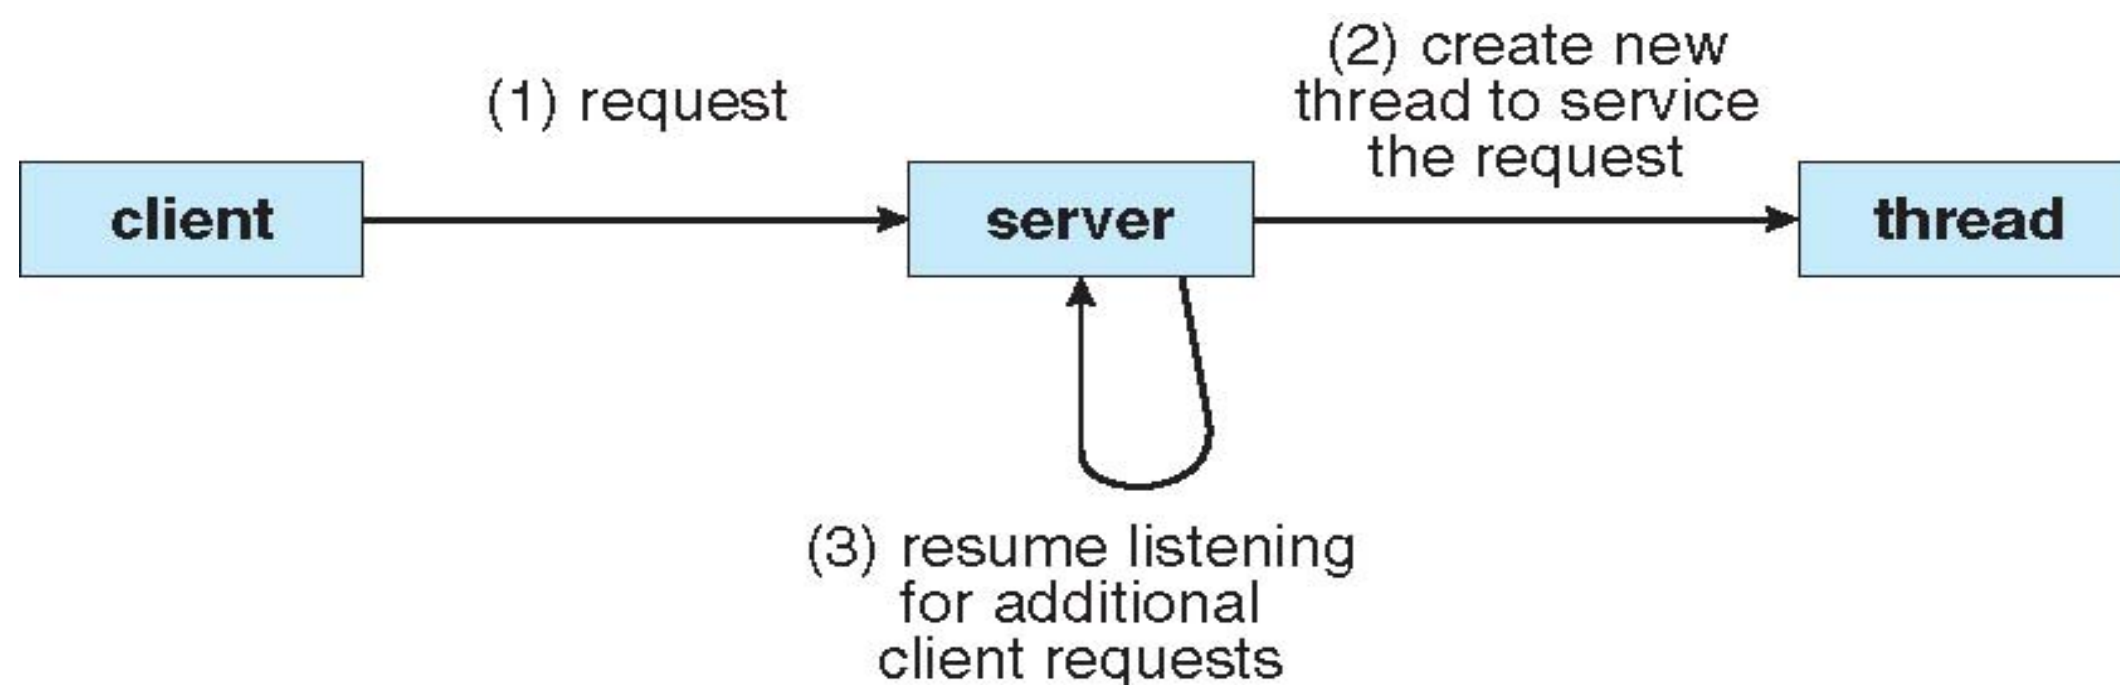 (1) request
(2) create new
thread to service
the request
client
server
thread
(3) resume listening
for additional
client requests